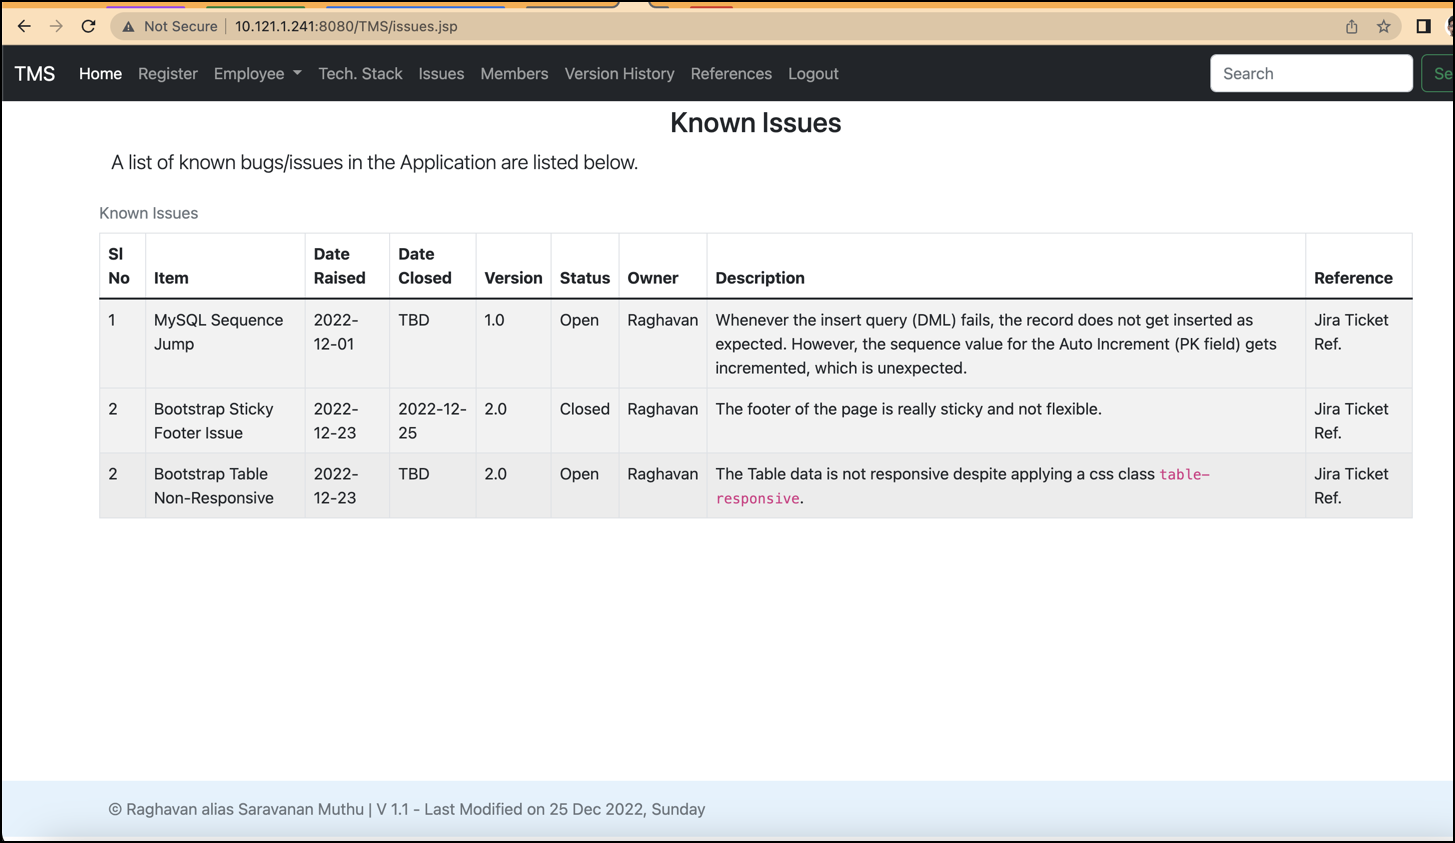 Not Secure | 10.121.1.241:8080/TMS/issues.jsp
TMS Home Register Employee Tech. Stack Issues Members Version History References Logout Search Se
Known Issues
A list of known bugs/issues in the Application are listed below.
Known Issues
Sl No Item Date Raised Date Closed Version Status Owner Description Reference
1 MySQL Sequence Jump 2022-12-01 TBD 1.0 Open Raghavan Whenever the insert query (DML) fails, the record does not get inserted as expected. However, the sequence value for the Auto Increment (PK field) gets incremented, which is unexpected. Jira Ticket Ref.
2 Bootstrap Sticky Footer Issue 2022-12-23 2022-12-25 2.0 Closed Raghavan The footer of the page is really sticky and not flexible. Jira Ticket Ref.
2 Bootstrap Table Non-Responsive 2022-12-23 TBD 2.0 Open Raghavan The Table data is not responsive despite applying a css class table-responsive. Jira Ticket Ref.
© Raghavan alias Saravanan Muthu | V 1.1 - Last Modified on 25 Dec 2022, Sunday